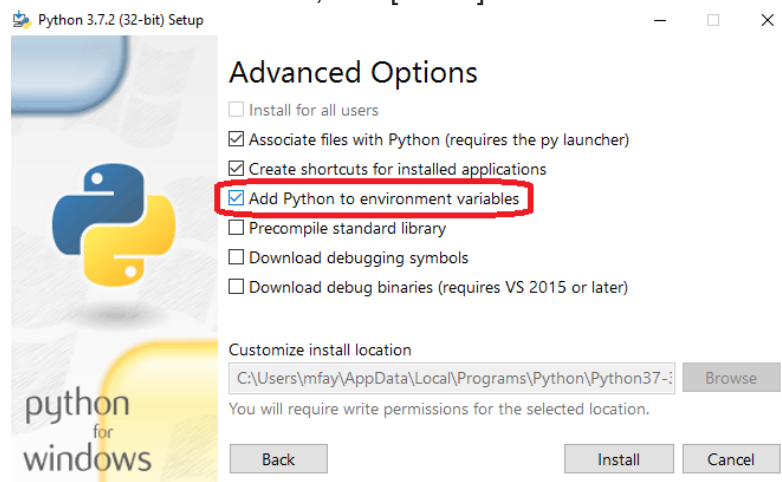 Python 3.7.2 (32-bit) Setup
Advanced Options
Install for all users
Associate files with Python (requires the py launcher)
Create shortcuts for installed applications
Add Python to environment variables
Precompile standard library
Download debugging symbols
Download debug binaries (requires VS 2015 or later)
Customize install location
C:\Users\mfay\AppData\Local\Programs\Python\Python37-3
Browse
You will require write permissions for the selected location.
python
for
windows
Back
Install
Cancel